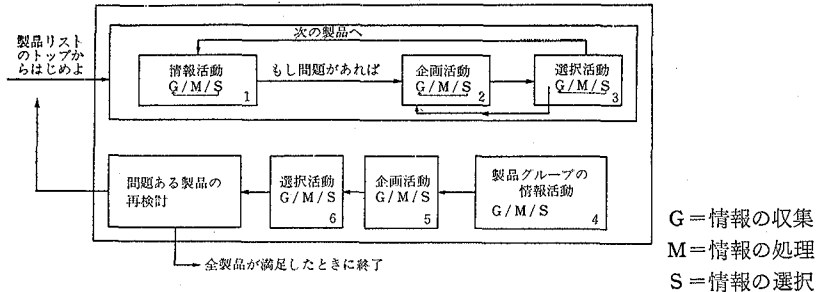 製品リスト
のトップか
らはじめよ
次の製品へ
情報活動
G/M/S
1
もし問題があれば
企画活動
G/M/S
2
選択活動
G/M/S
3
問題ある製品の
再検討
選択活動
G/M/S
6
企画活動
G/M/S
5
製品グループの
情報活動
G/M/S
4
全製品が満足したときに終了
G=情報の収集
M=情報の処理
S=情報の選択